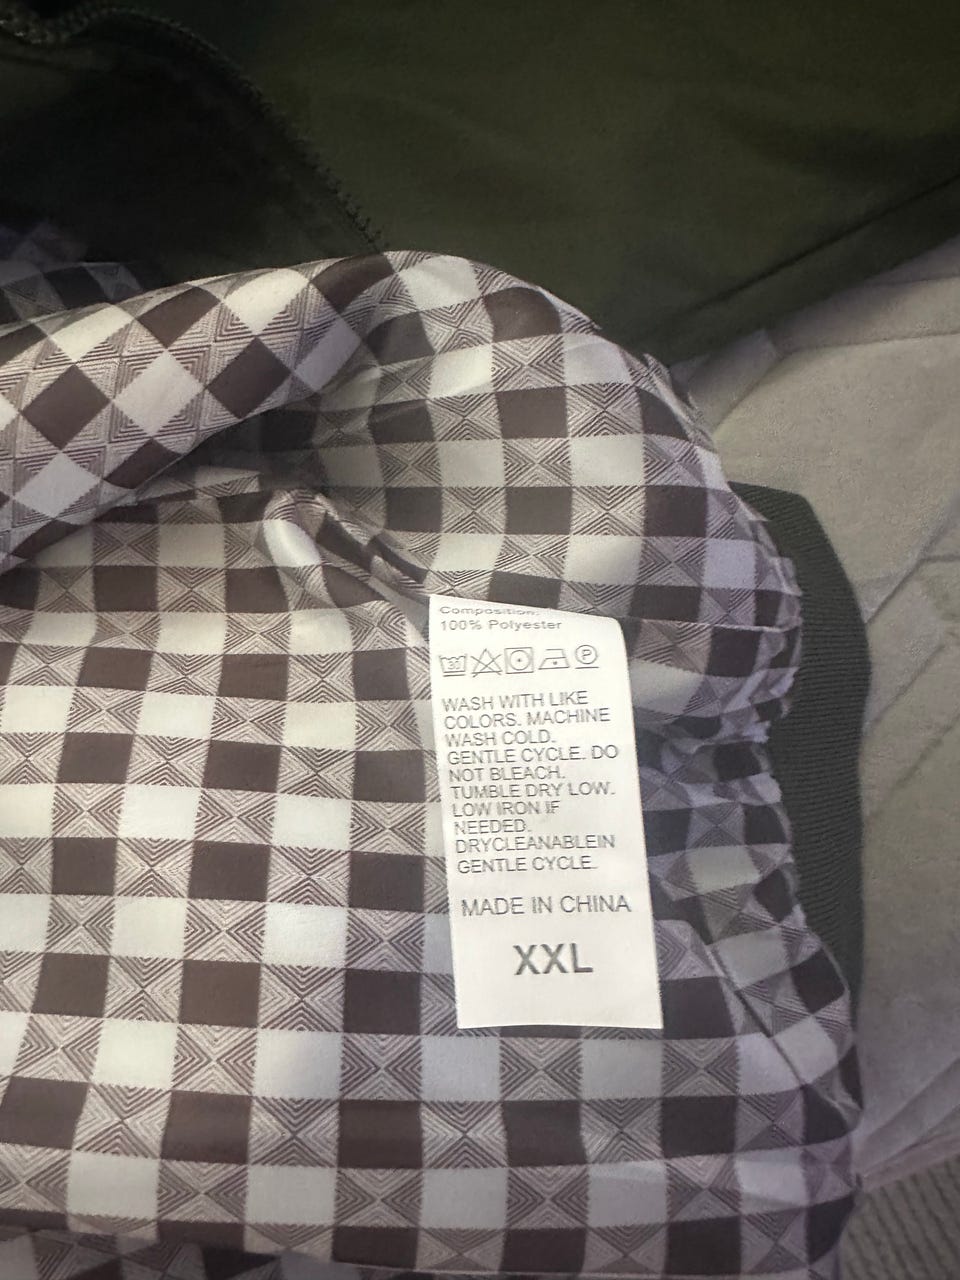 Composition:
100% Polyester
WASH WITH LIKE
COLORS. MACHINE
WASH COLD.
GENTLE CYCLE. DO
NOT BLEACH.
TUMBLE DRY LOW.
LOW IRON IF
NEEDED.
DRYCLEANABLEIN
GENTLE CYCLE.
MADE IN CHINA
XXL